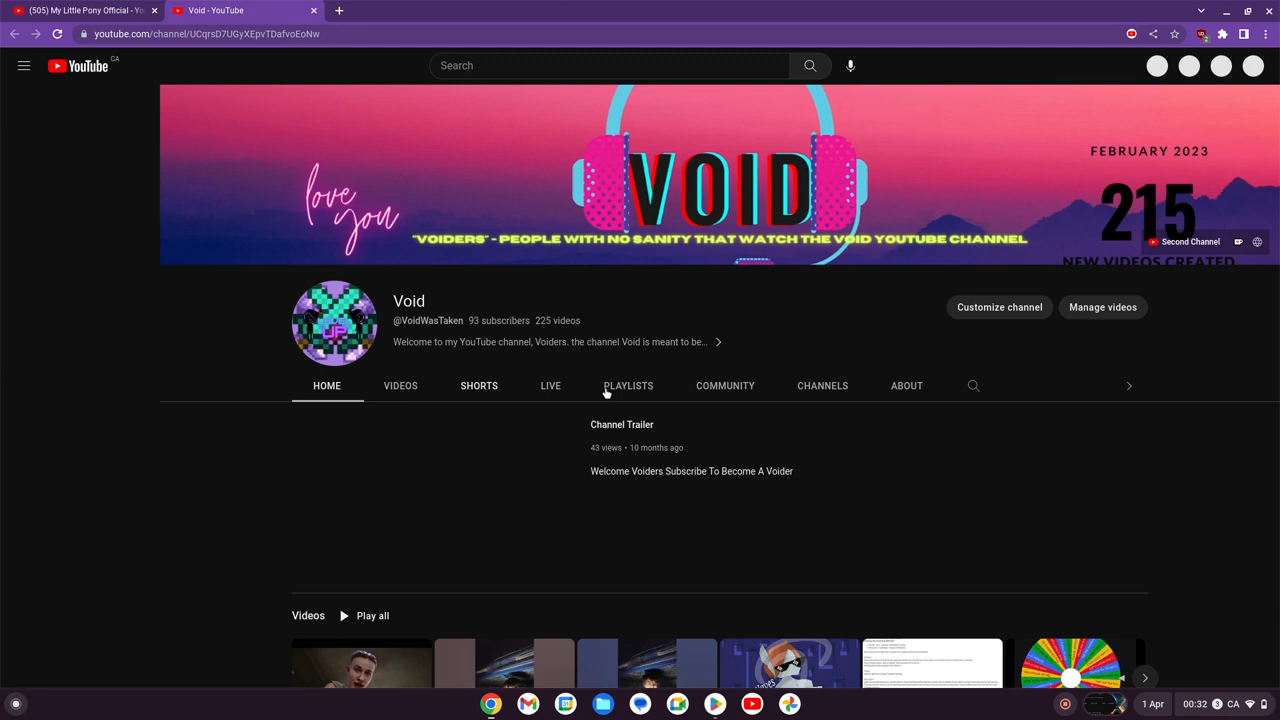 (505) My Little Pony Official - Yo
Void - YouTube
youtube.com/channel/UCqrsD7UGyXEpvTDafvoEoNw
YouTube CA
Search
love you
VOID
"VOIDERS" - PEOPLE WITH NO SANITY THAT WATCH THE VOID YOUTUBE CHANNEL
FEBRUARY 2023
215
NEW VIDEOS CREATED
Second Channel
Void
@VoidWasTaken 93 subscribers 225 videos
Welcome to my YouTube channel, Voiders. the channel Void is meant to be...
Customize channel
Manage videos
HOME VIDEOS SHORTS LIVE PLAYLISTS COMMUNITY CHANNELS ABOUT
Channel Trailer
43 views • 10 months ago
Welcome Voiders Subscribe To Become A Voider
Videos Play all
1 Apr 00:32 3 CA